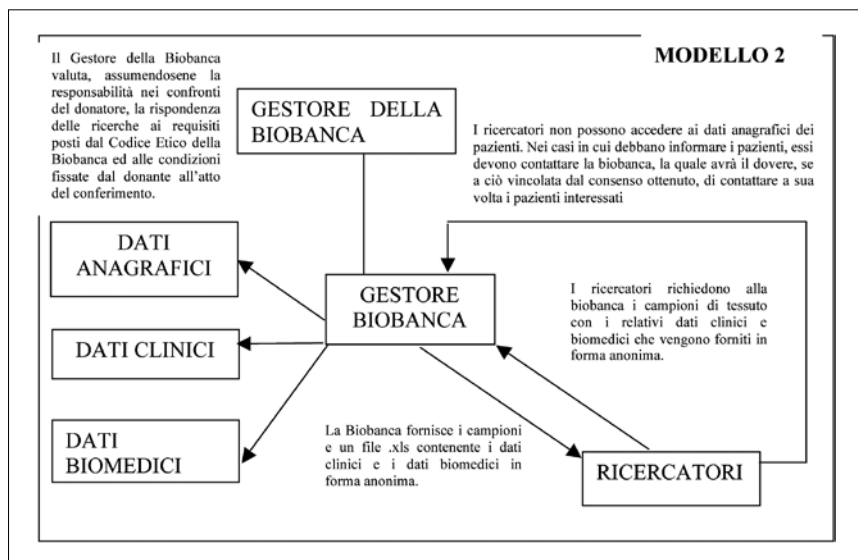 MODELLO 2
Il Gestore della Biobanca
valuta, assumendosene la
responsabilità nei confronti
del donatore, la rispondenza
delle ricerche ai requisiti
posti dal Codice Etico della
Biobanca ed alle condizioni
fissate dal donante all'atto
del conferimento.
GESTORE DELLA
BIOBANCA
I ricercatori non possono accedere ai dati anagrafici dei
pazienti. Nei casi in cui debbano informare i pazienti, essi
devono contattare la biobanca, la quale avrà il dovere, se
a ciò vincolata dal consenso ottenuto, di contattare a sua
volta i pazienti interessati
DATI
ANAGRAFICI
GESTORE
BIOBANCA
I ricercatori richiedono alla
biobanca i campioni di tessuto
con i relativi dati clinici e
biomedici che vengono forniti in
forma anonima.
DATI CLINICI
DATI
BIOMEDICI
La Biobanca fornisce i campioni
e un file .xls contenente i dati
clinici e i dati biomedici in
forma anonima.
RICERCATORI